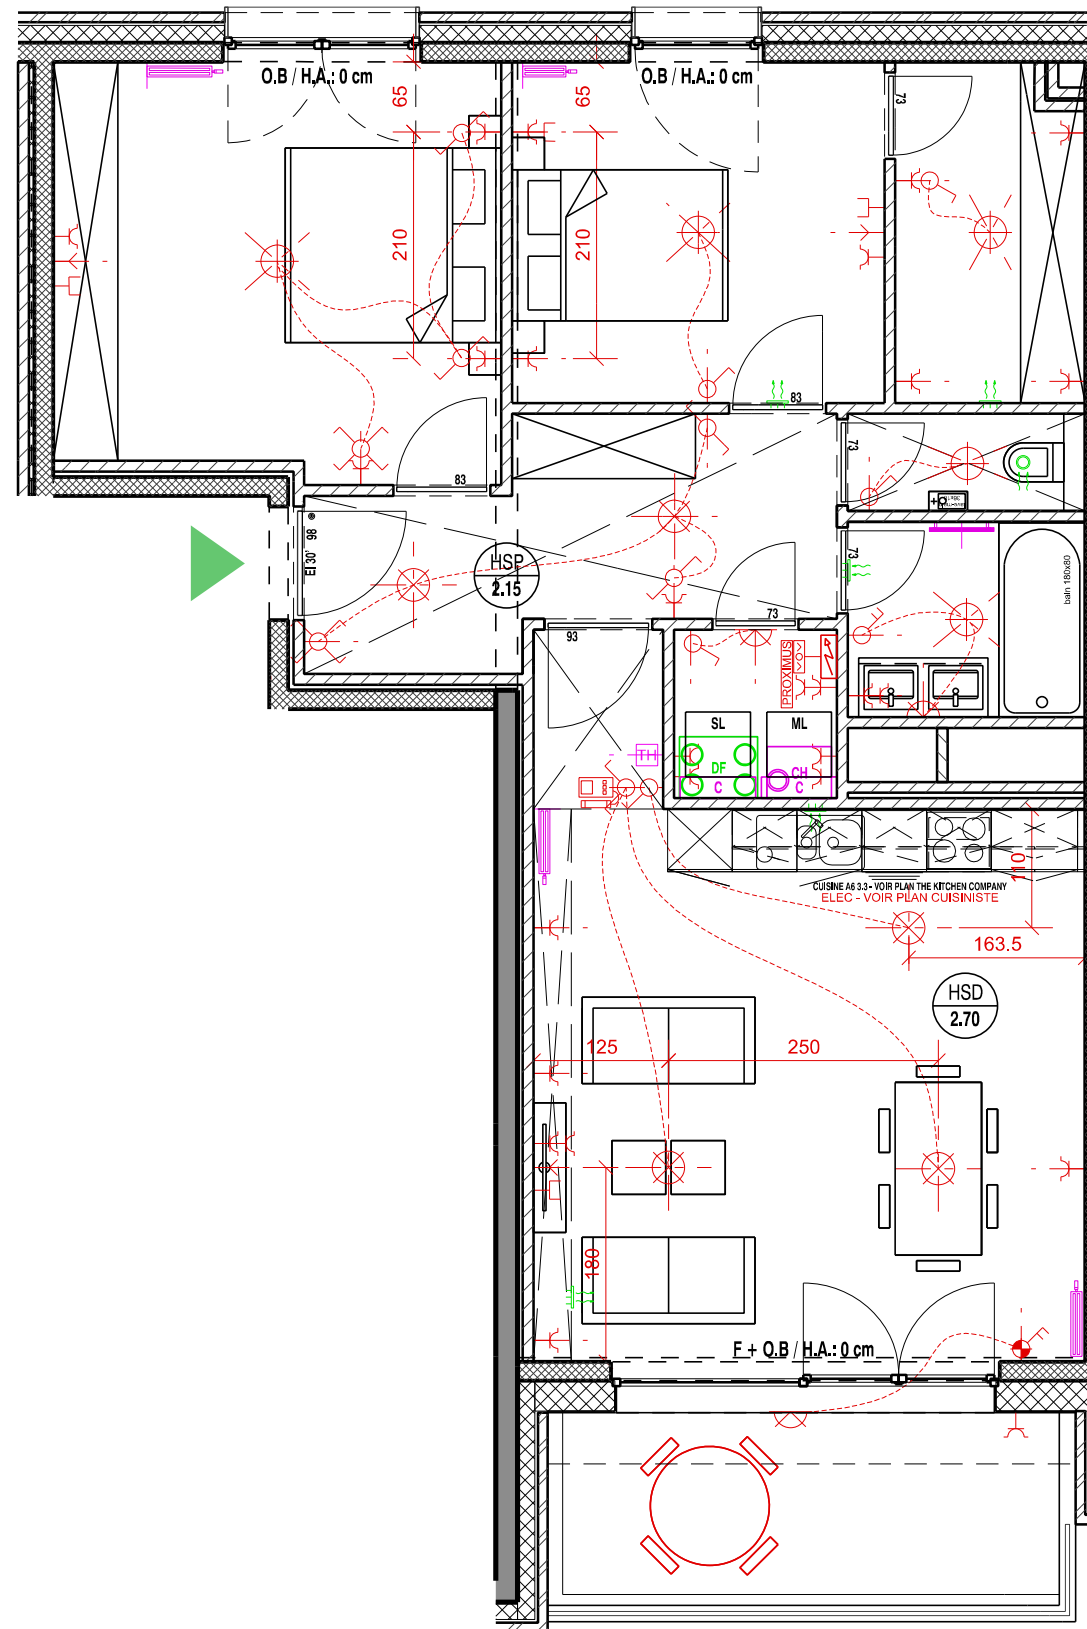 O.B / H.A.: 0 cm
O.B / H.A.: 0 cm
65
65
73
210
210
83
83
73
EI 30' 98
HSP
2.15
73
bain 180x80
93
73
PROXIMUS
SL
ML
TH
DF
CH
C
C
110
CUISINE A6 3.3 - VOIR PLAN THE KITCHEN COMPANY
ELEC - VOIR PLAN CUISINISTE
163.5
HSD
2.70
125
250
180
F + O.B / H.A.: 0 cm